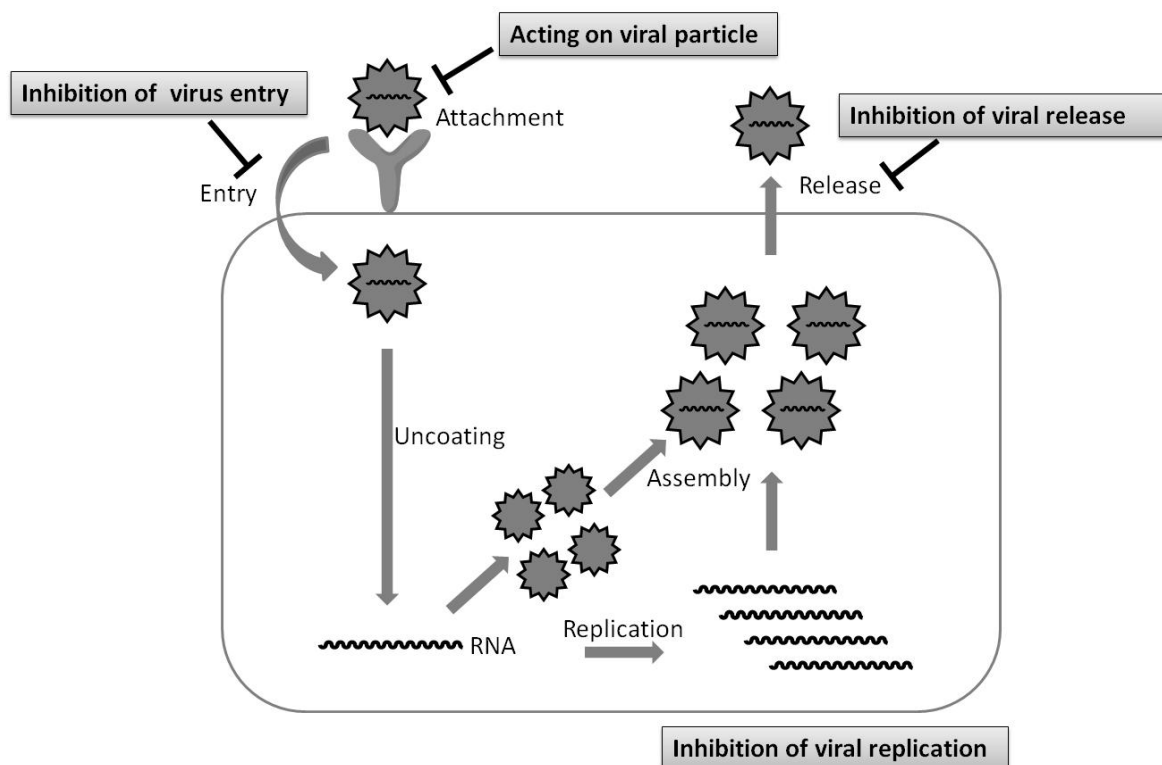 Acting on viral particle
Inhibition of  virus entry
Attachment
Inhibition of viral release
Entry
Release
Uncoating
Assembly
Replication
RNA
Inhibition of viral replication